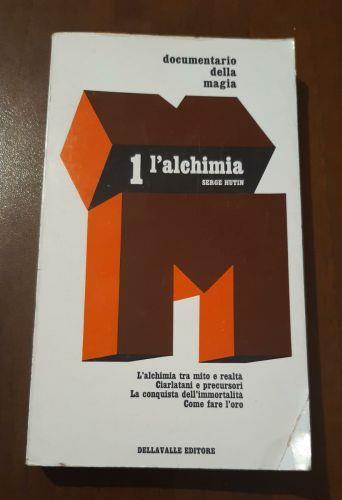 documentario
della
magia
1 l'alchimia
SERGE HUTIN
L'alchimia tra mito e realtà
Ciarlatani e precursori
La conquista dell'immortalità
Come fare l'oro
DELLAVALLE EDITORE